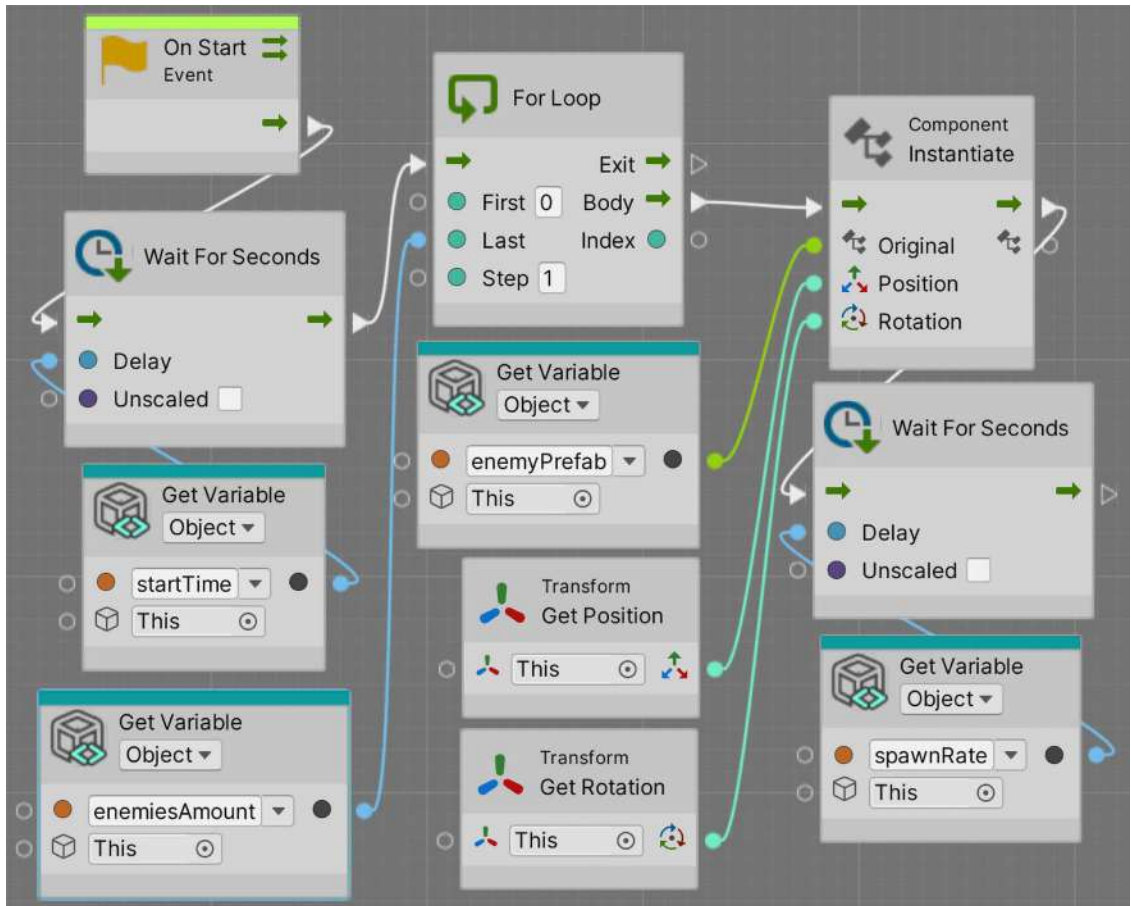 On Start
Event
Wait For Seconds
Delay
Unscaled
Get Variable
Object
startTime
This
Get Variable
Object
enemiesAmount
This
For Loop
Exit
First 0 Body
Last Index
Step 1
Get Variable
Object
enemyPrefab
This
Transform
Get Position
This
Transform
Get Rotation
This
Component
Instantiate
Original
Position
Rotation
Wait For Seconds
Delay
Unscaled
Get Variable
Object
spawnRate
This